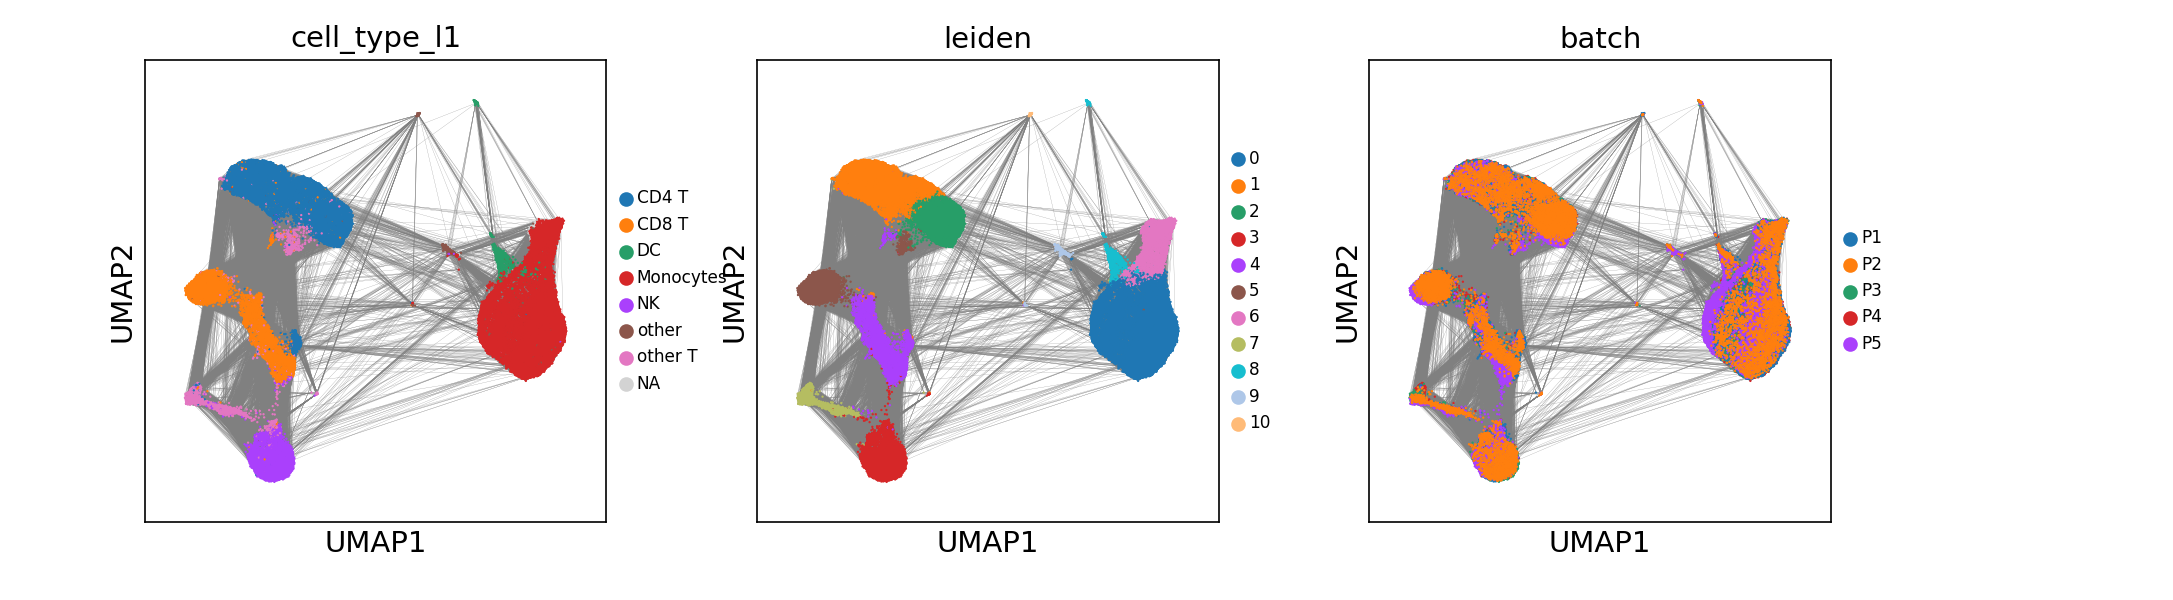 cell_type_l1
UMAP2
UMAP1
CD4 T
CD8 T
DC
Monocytes
NK
other
other T
NA
leiden
UMAP2
UMAP1
0
1
2
3
4
5
6
7
8
9
10
batch
UMAP2
UMAP1
P1
P2
P3
P4
P5